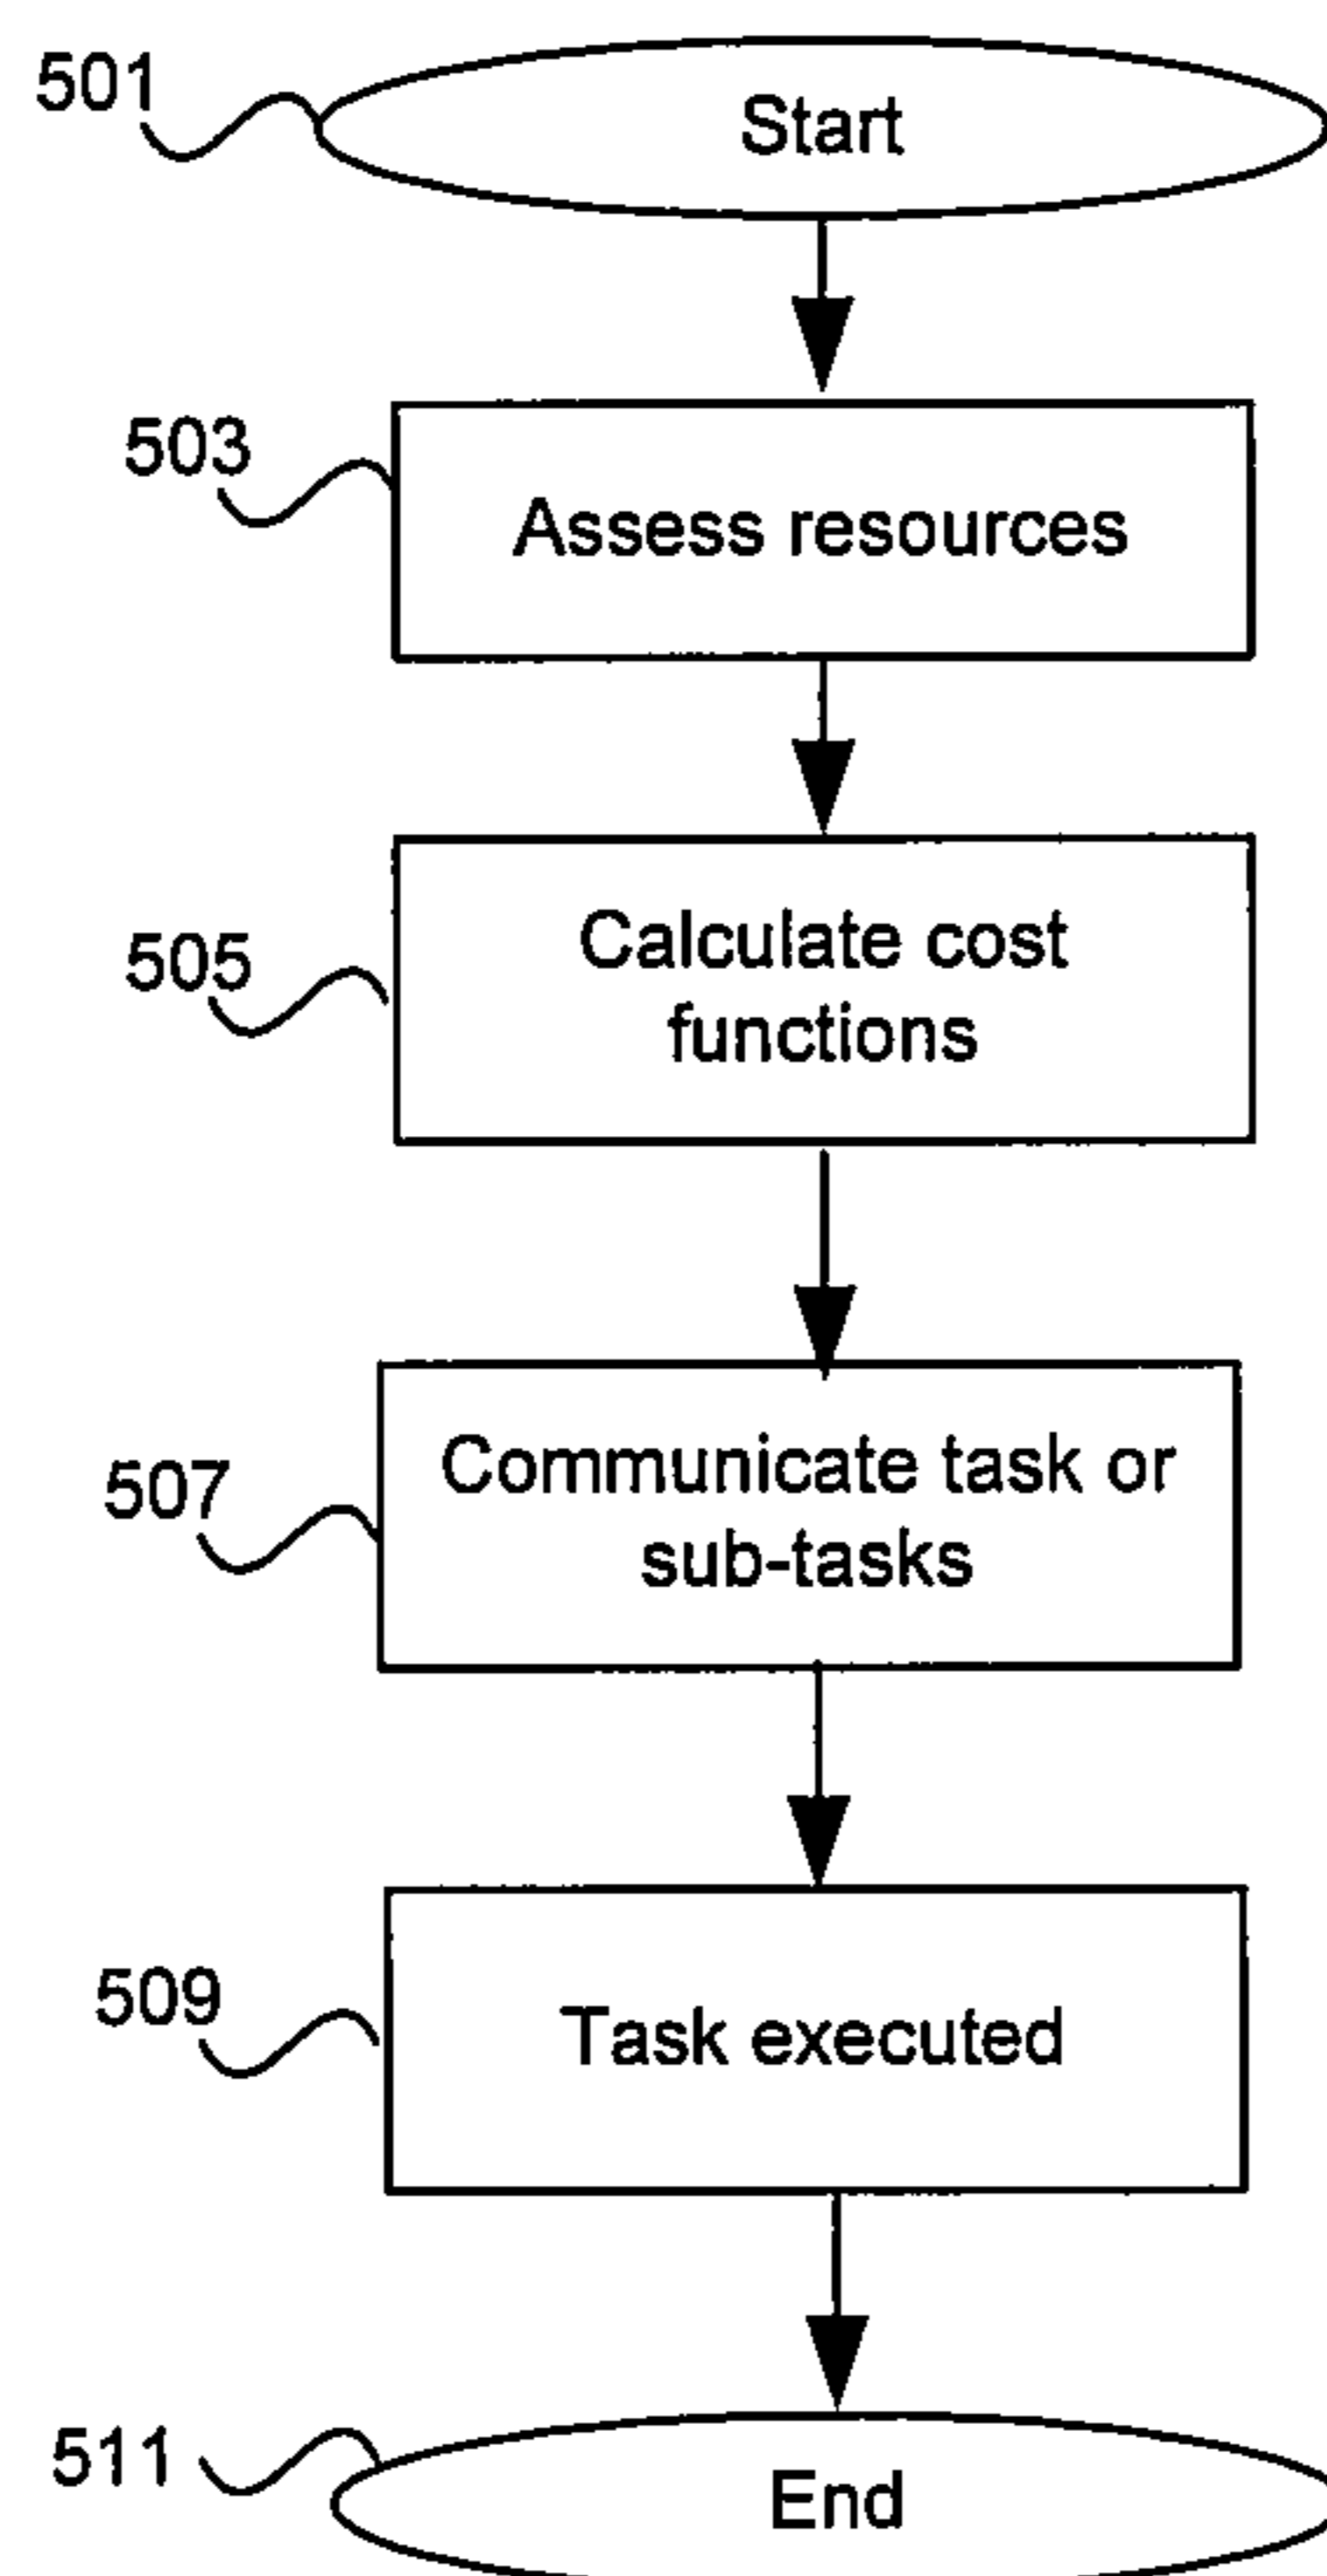 501
Start
503
Assess resources
505
Calculate cost
functions
507
Communicate task or
sub-tasks
509
Task executed
511
End